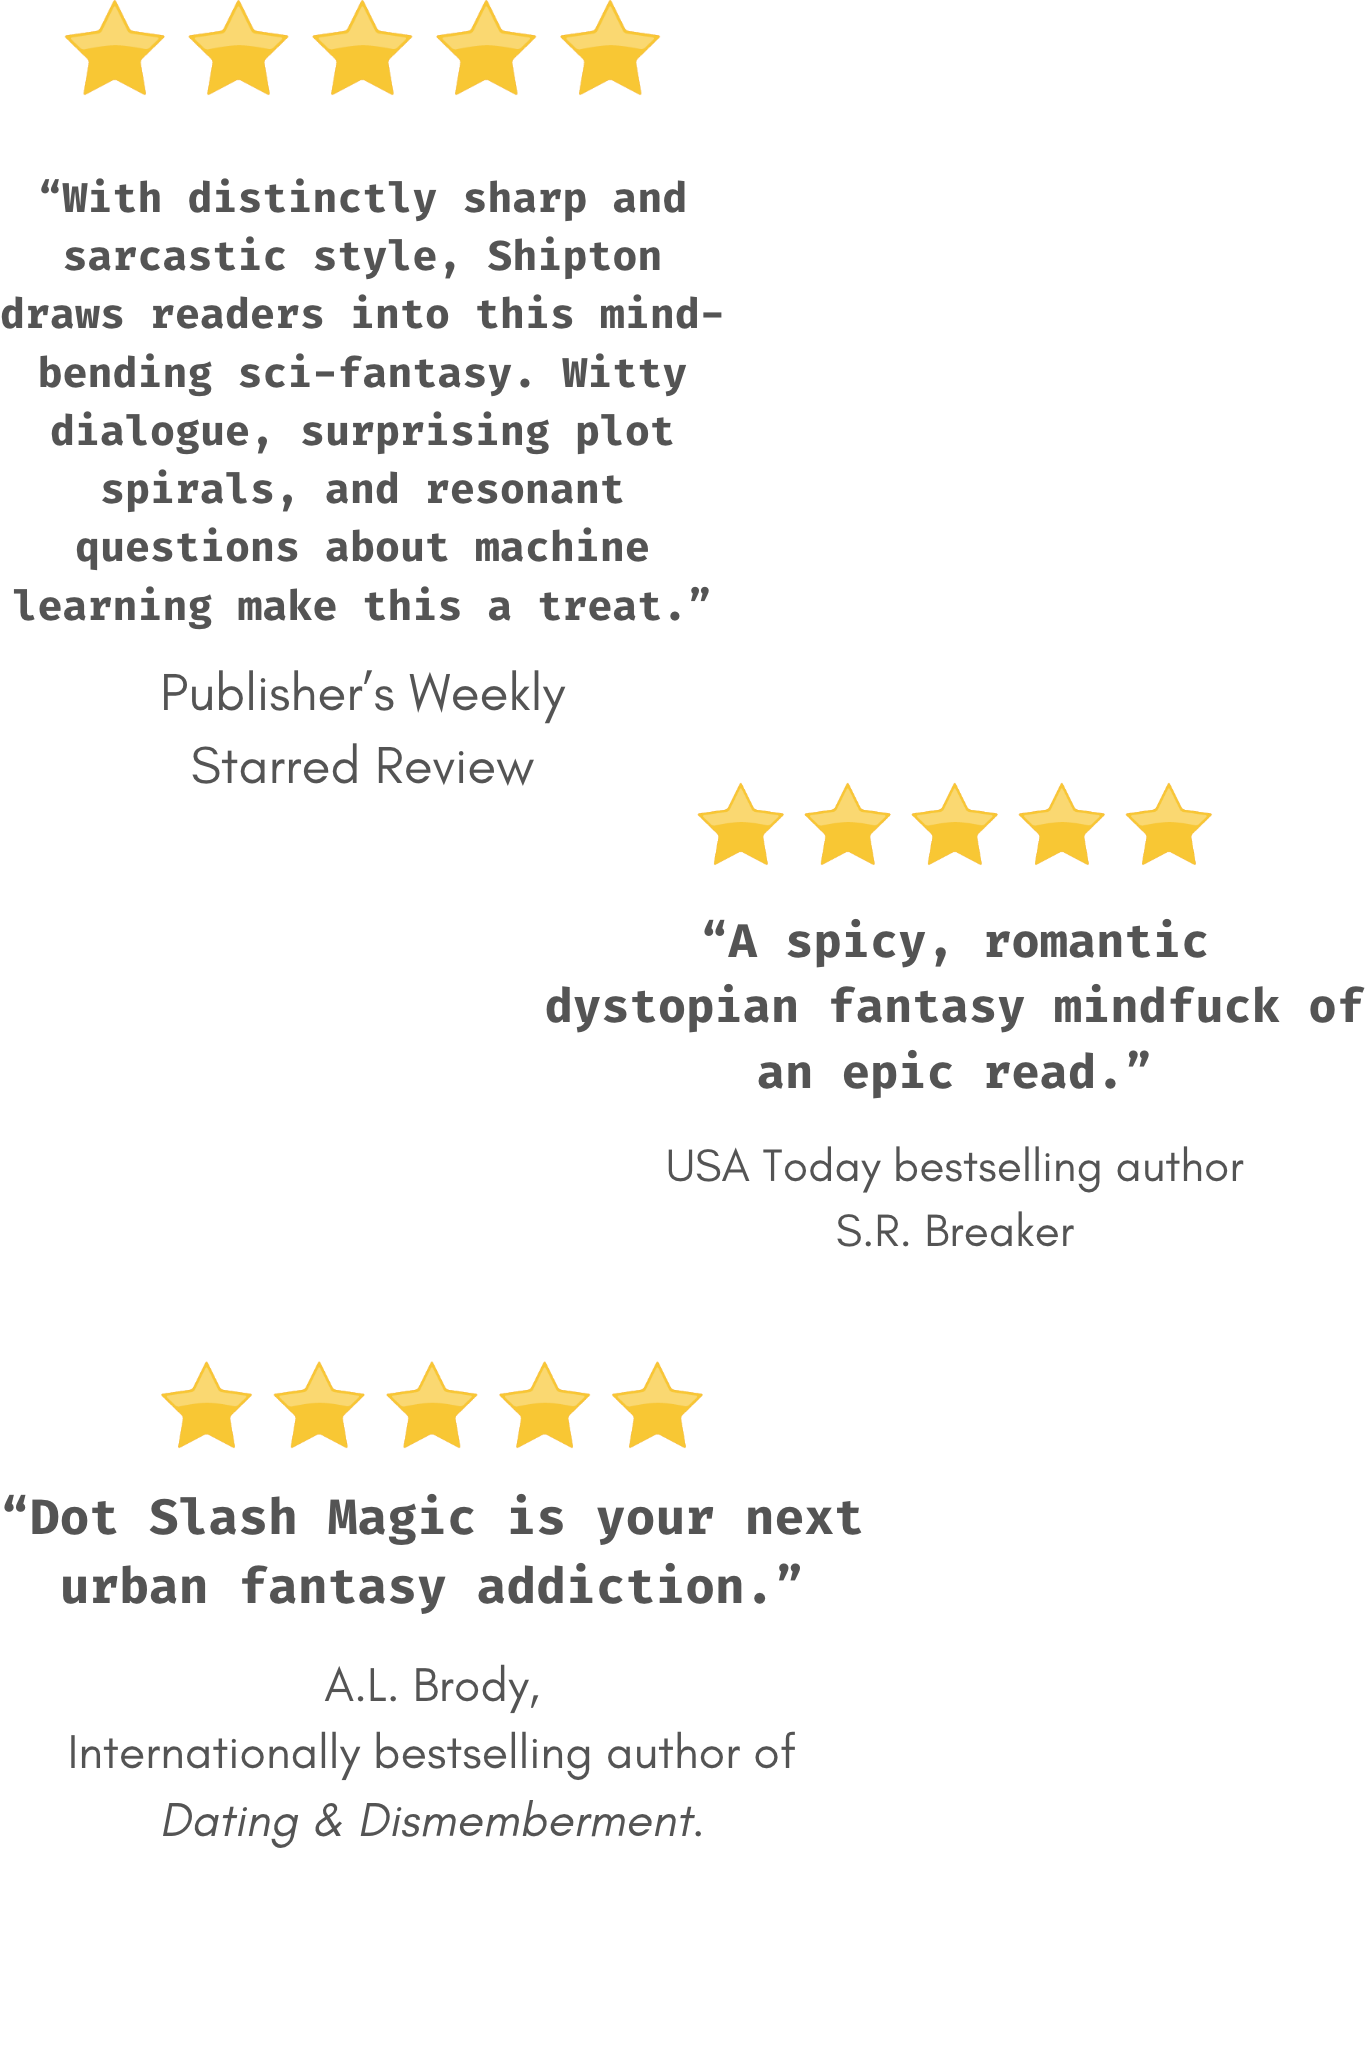 “With distinctly sharp and
sarcastic style, Shipton
draws readers into this mind-
bending sci-fantasy. Witty
dialogue, surprising plot
spirals, and resonant
questions about machine
learning make this a treat.”
Publisher’s Weekly
Starred Review
“A spicy, romantic
dystopian fantasy mindfuck of
an epic read.”
USA Today bestselling author
S.R. Breaker
“Dot Slash Magic is your next
urban fantasy addiction.”
A.L. Brody,
Internationally bestselling author of
Dating & Dismemberment.